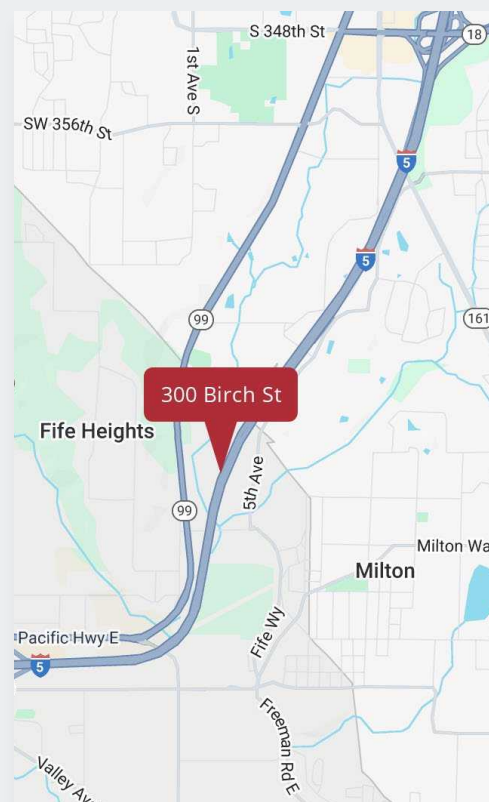 S 348th St
18
1st Ave S
SW 356th St
5
5
99
161
300 Birch St
Fife Heights
5th Ave
99
Milton Wa
Milton
Pacific Hwy E
Fife Wy
5
Freeman Rd E
Valley Av